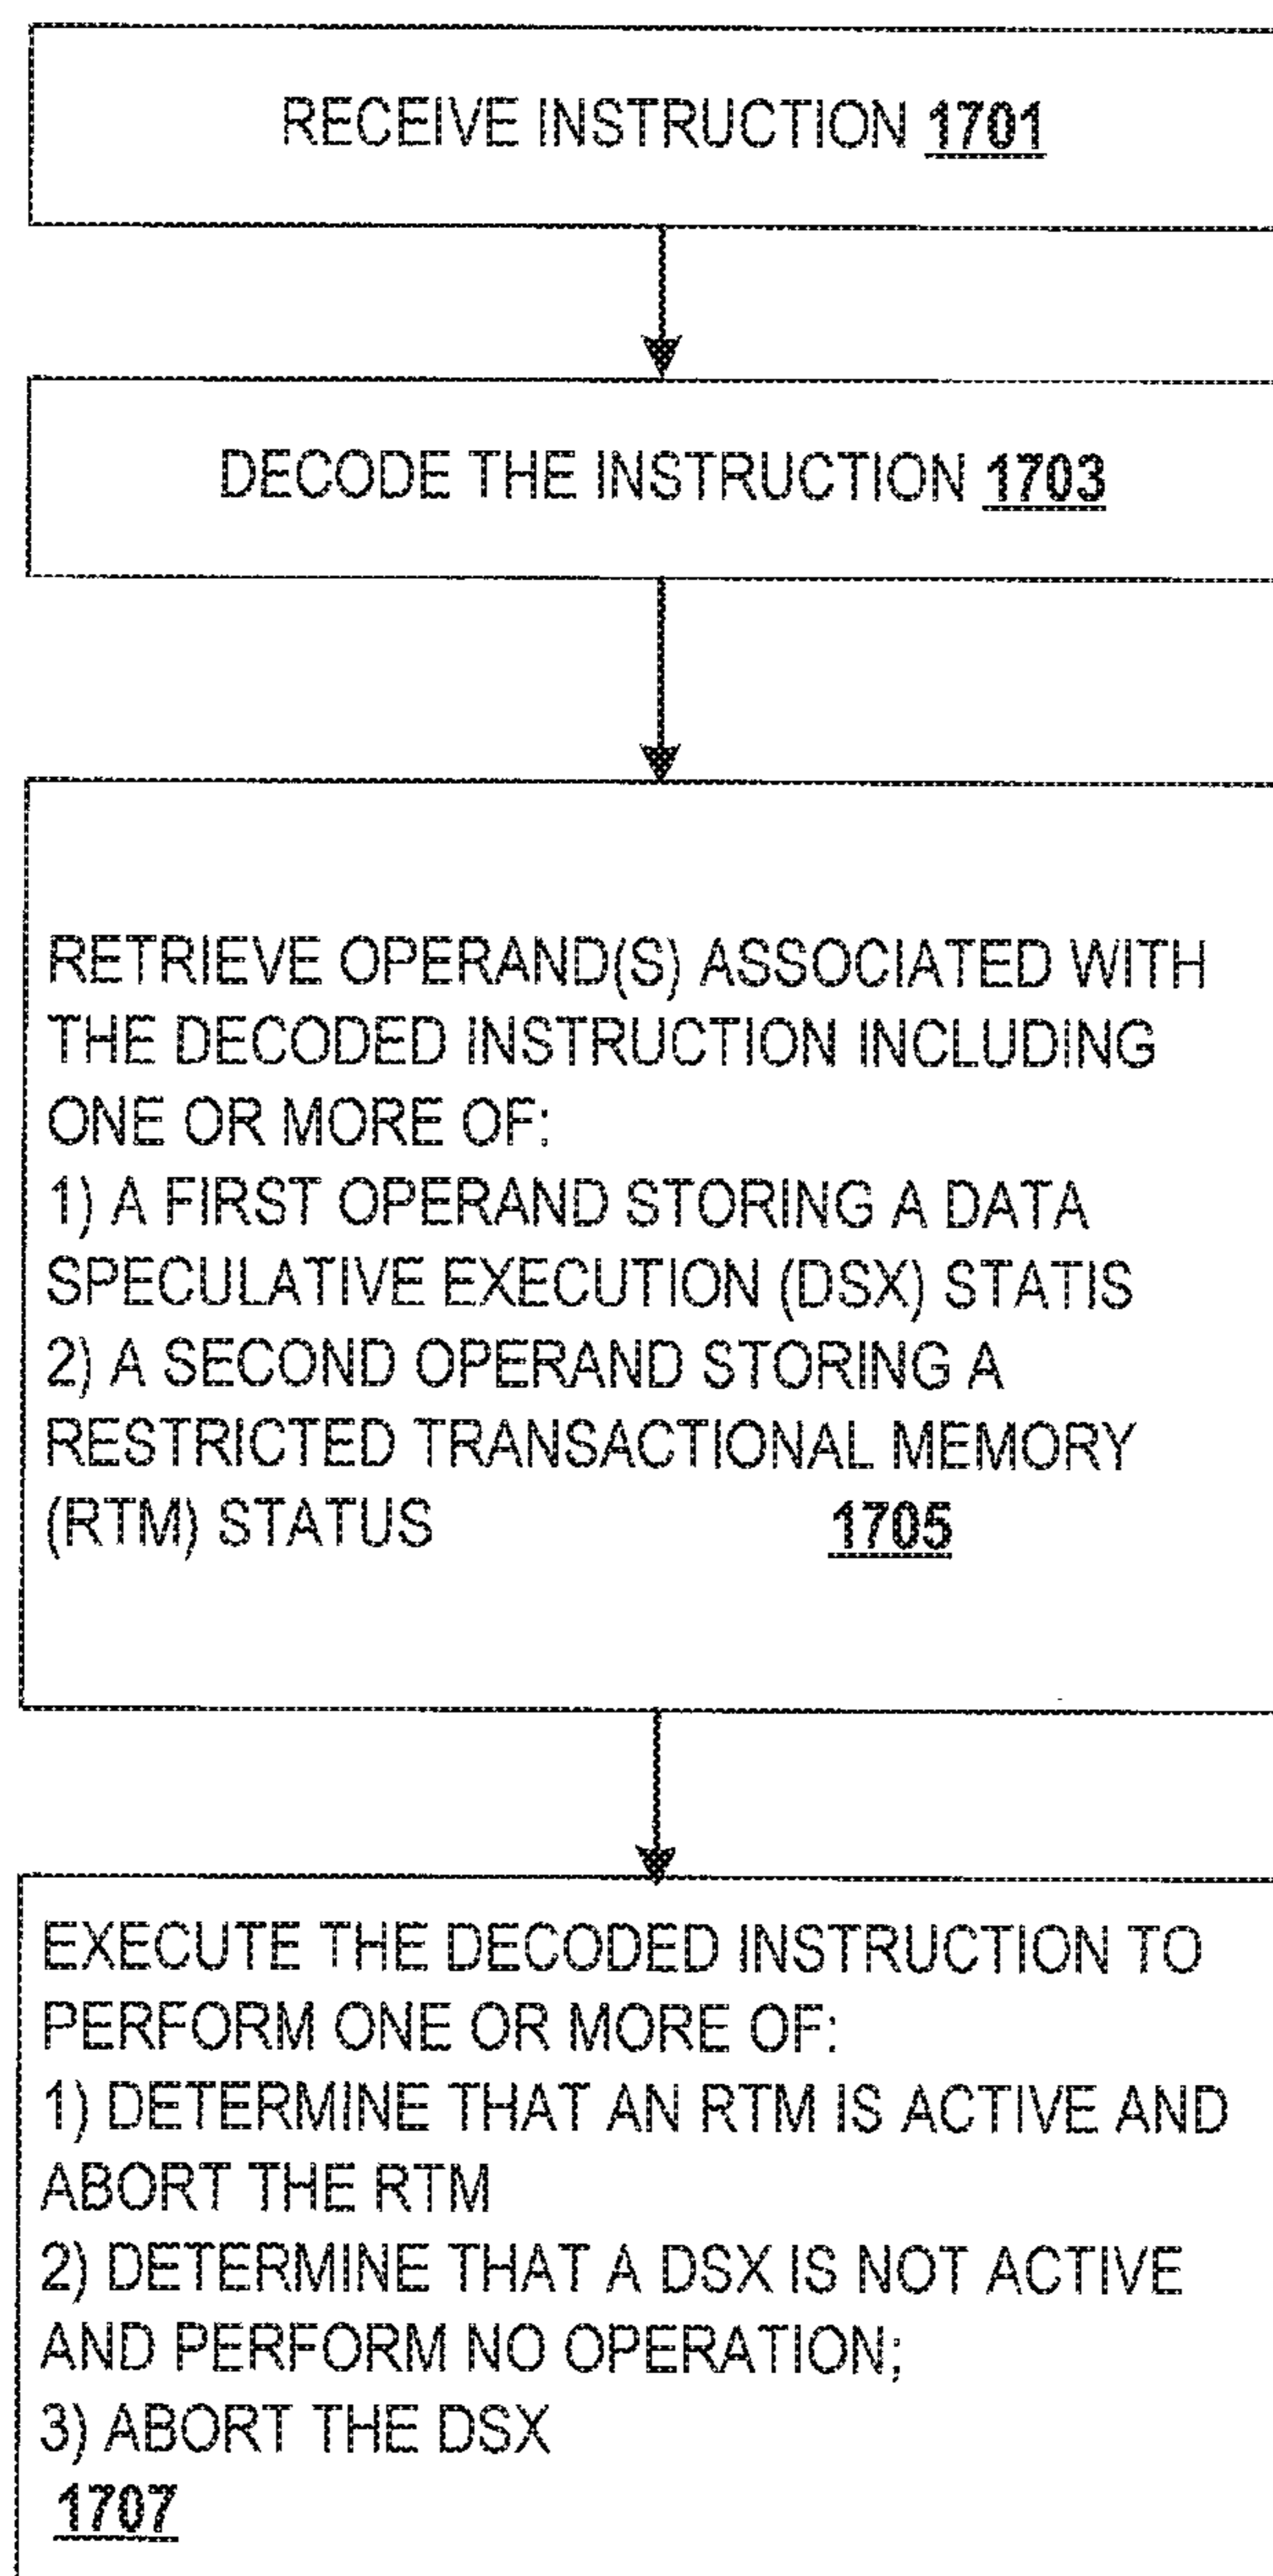 RECEIVE INSTRUCTION 1701
DECODE THE INSTRUCTION 1703
RETRIEVE OPERAND(S) ASSOCIATED WITH
THE DECODED INSTRUCTION INCLUDING
ONE OR MORE OF:
1) A FIRST OPERAND STORING A DATA
SPECULATIVE EXECUTION (DSX) STATIS
2) A SECOND OPERAND STORING A
RESTRICTED TRANSACTIONAL MEMORY
(RTM) STATUS 1705
EXECUTE THE DECODED INSTRUCTION TO
PERFORM ONE OR MORE OF:
1) DETERMINE THAT AN RTM IS ACTIVE AND
ABORT THE RTM
2) DETERMINE THAT A DSX IS NOT ACTIVE
AND PERFORM NO OPERATION;
3) ABORT THE DSX
1707